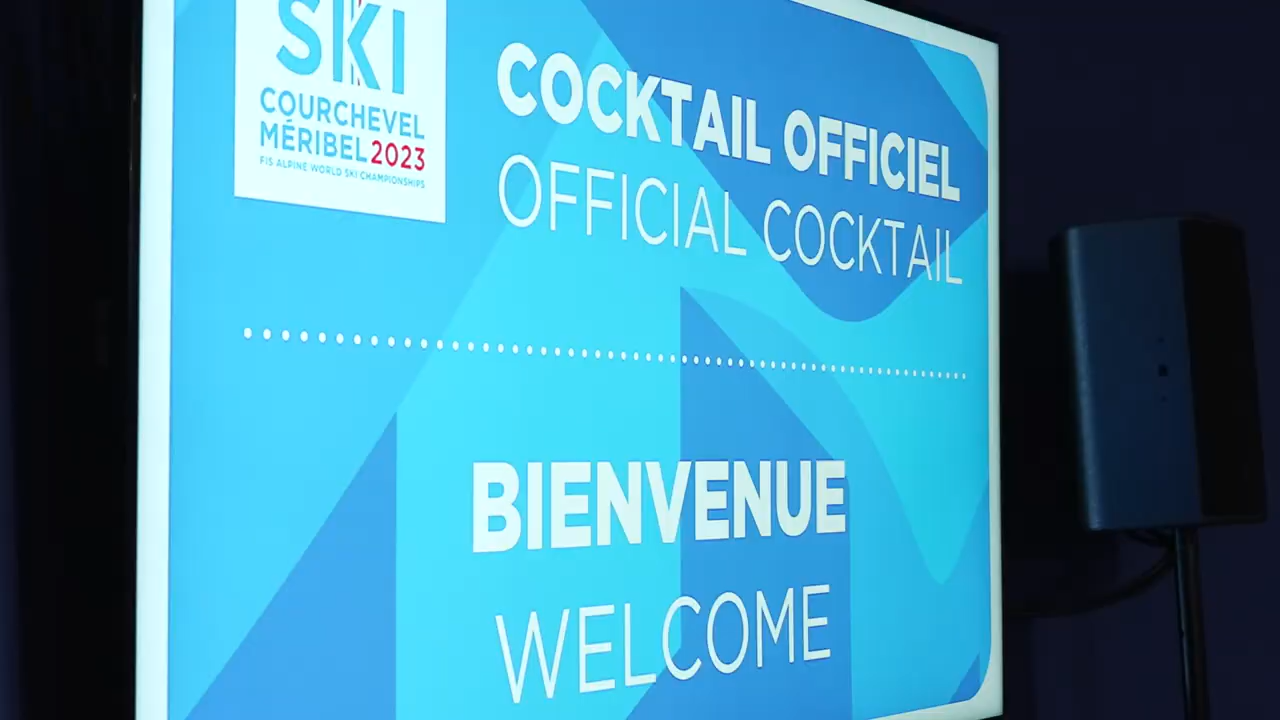 SKI
COURCHEVEL
MÉRIBEL 2023
FIS ALPINE WORLD SKI CHAMPIONSHIPS
COCKTAIL OFFICIEL
OFFICIAL COCKTAIL
BIENVENUE
WELCOME